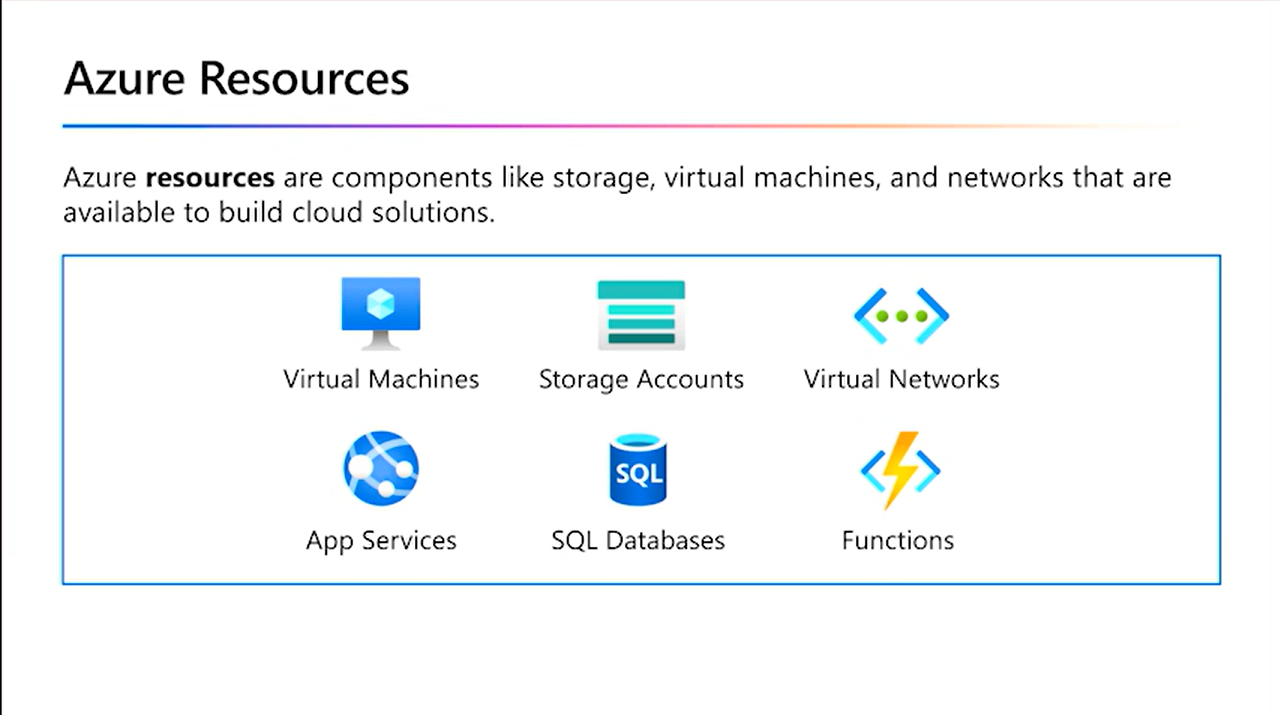 Azure Resources
Azure resources are components like storage, virtual machines, and networks that are
available to build cloud solutions.
Virtual Machines
Storage Accounts
Virtual Networks
App Services
SQL
SQL Databases
Functions